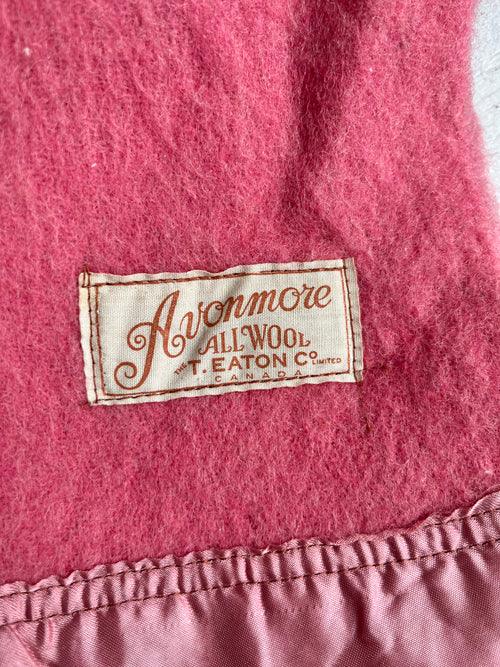 Avonmore
ALL WOOL
THE T. EATON Co LIMITED
CANADA